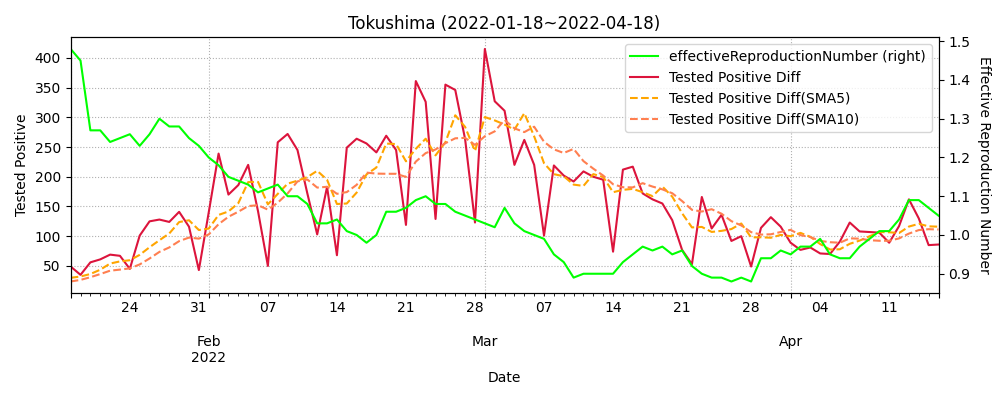 Tokushima (2022-01-18~2022-04-18)
effectiveReproductionNumber (right)
Tested Positive Diff
Tested Positive Diff(SMA5)
Tested Positive Diff(SMA10)
Tested Positive
400
350
300
250
200
150
100
50
1.5
1.4
1.3
1.2
1.1
1.0
0.9
Effective Reproduction Number
24 31 07 14 21 28 07 14 21 28 04 11
Feb Mar Apr
2022
Date